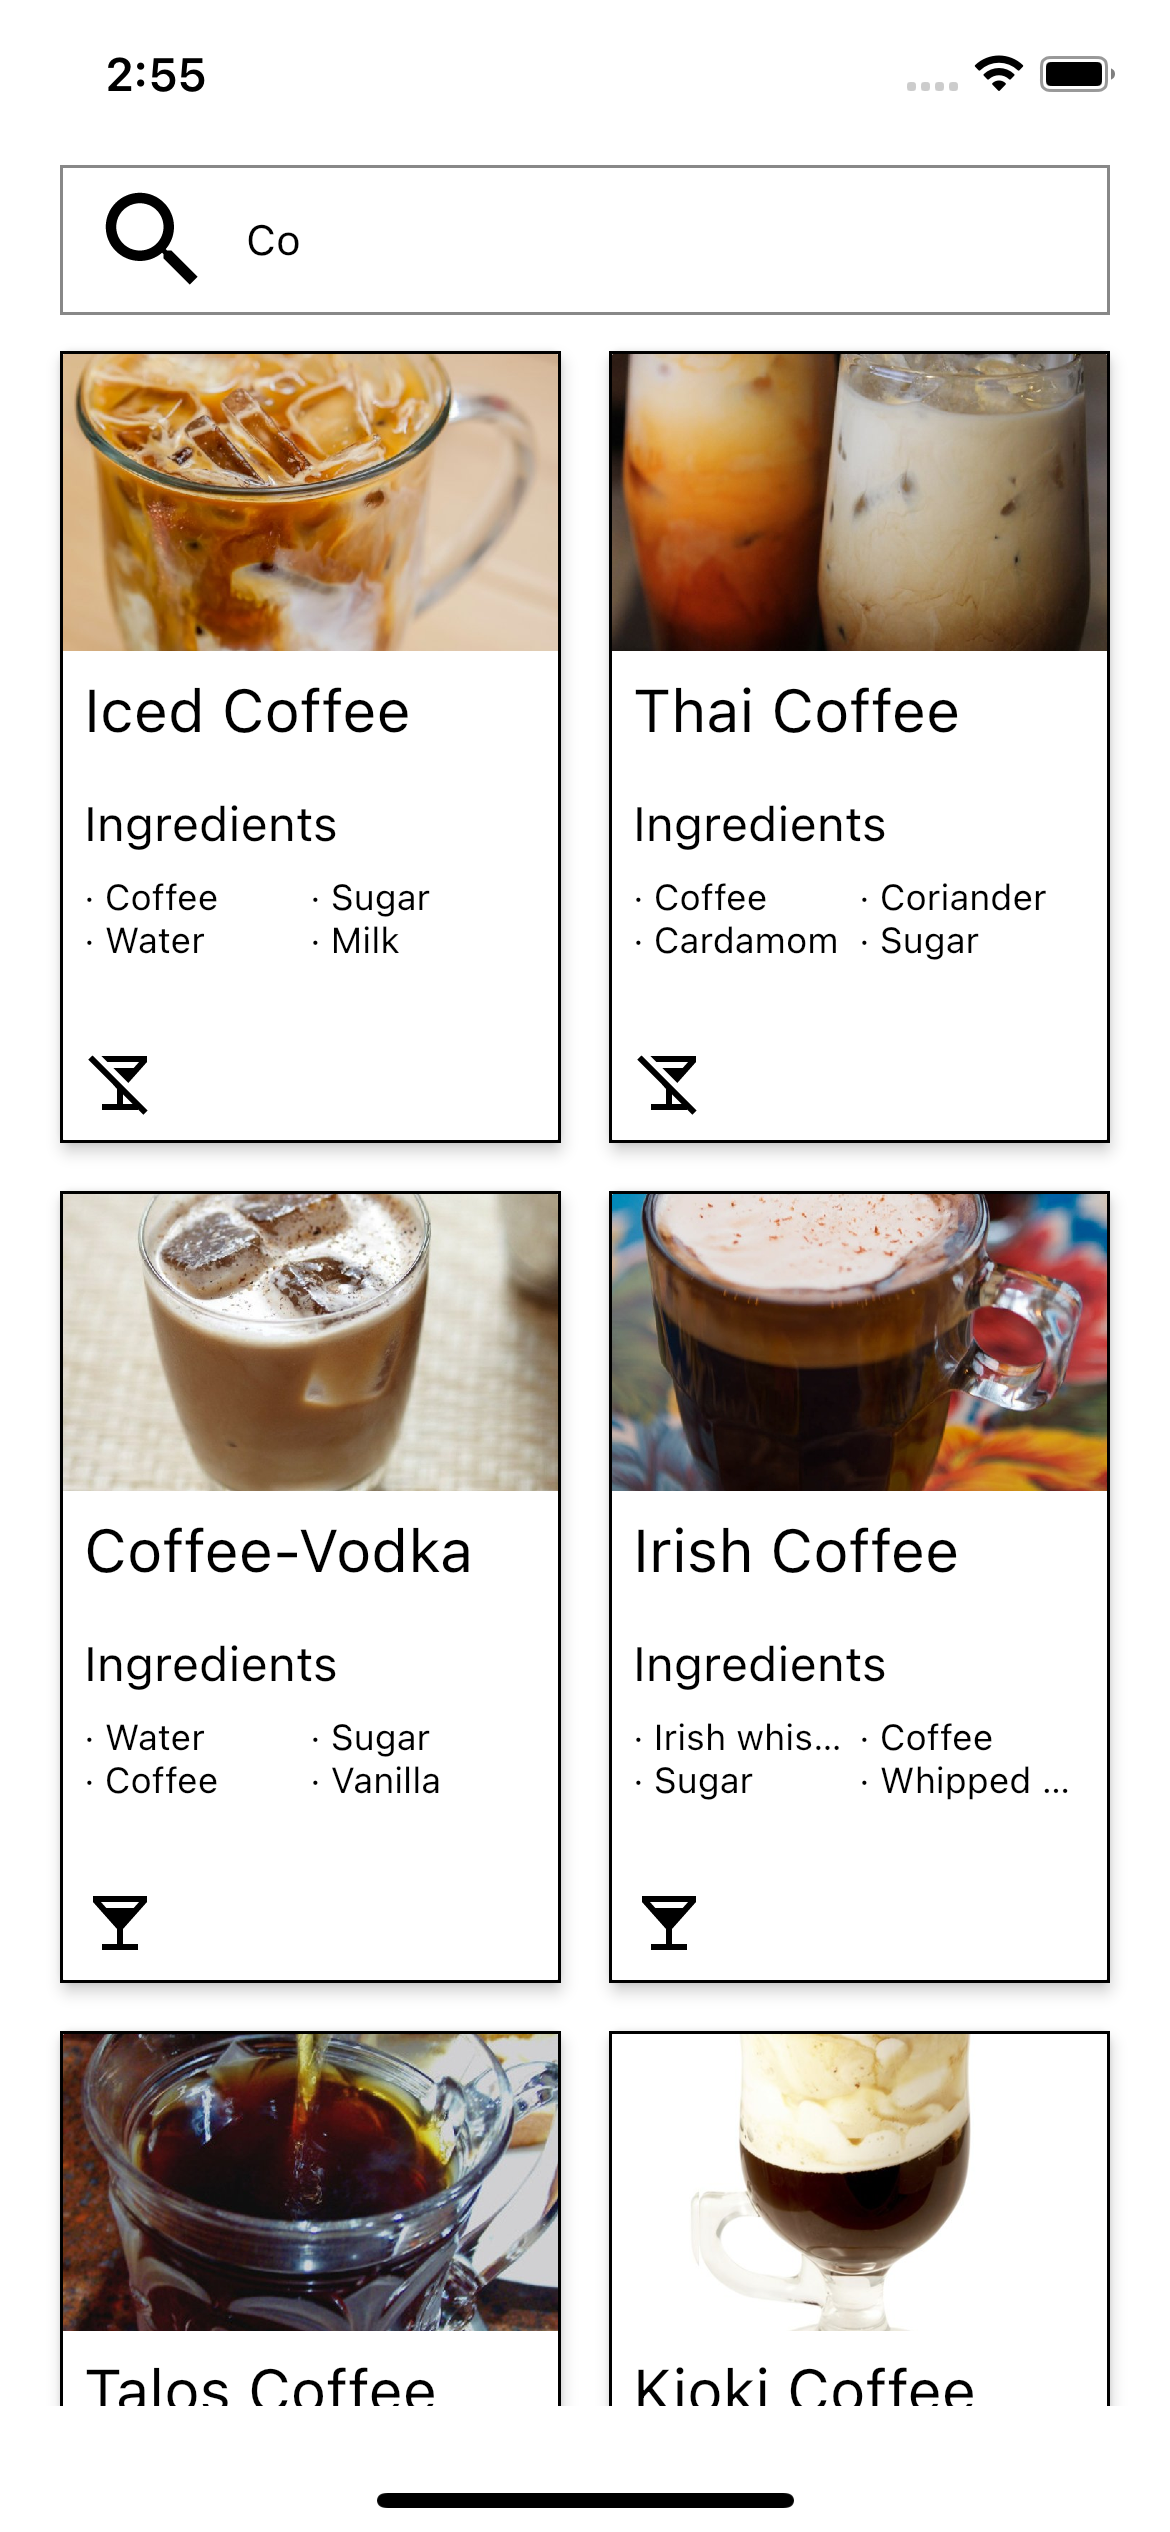 2:55
Co
Iced Coffee
Ingredients
· Coffee
· Water
· Sugar
· Milk
Thai Coffee
Ingredients
· Coffee
· Cardamom
· Coriander
· Sugar
Coffee-Vodka
Ingredients
· Water
· Coffee
· Sugar
· Vanilla
Irish Coffee
Ingredients
· Irish whis...
· Sugar
· Coffee
· Whipped ...
Talos Coffee
Kioki Coffee